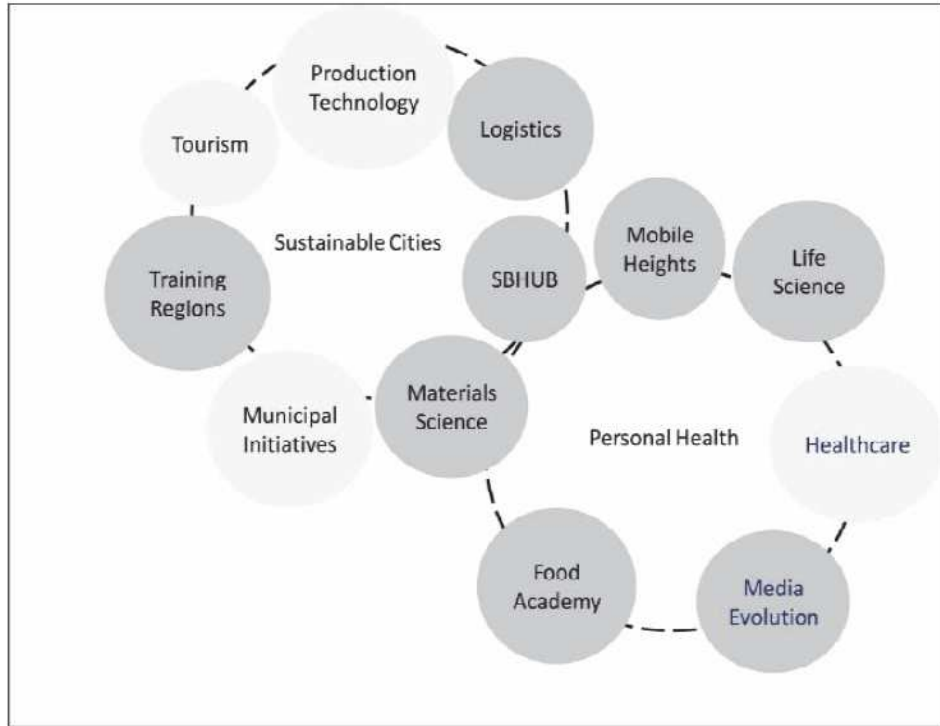 Production
Technology
Logistics
Tourism
Sustainable Cities
Mobile
Heights
Life
Science
SBHUB
Training
Regions
Materials
Science
Municipal
Initiatives
Personal Health
Healthcare
Food
Academy
Media
Evolution